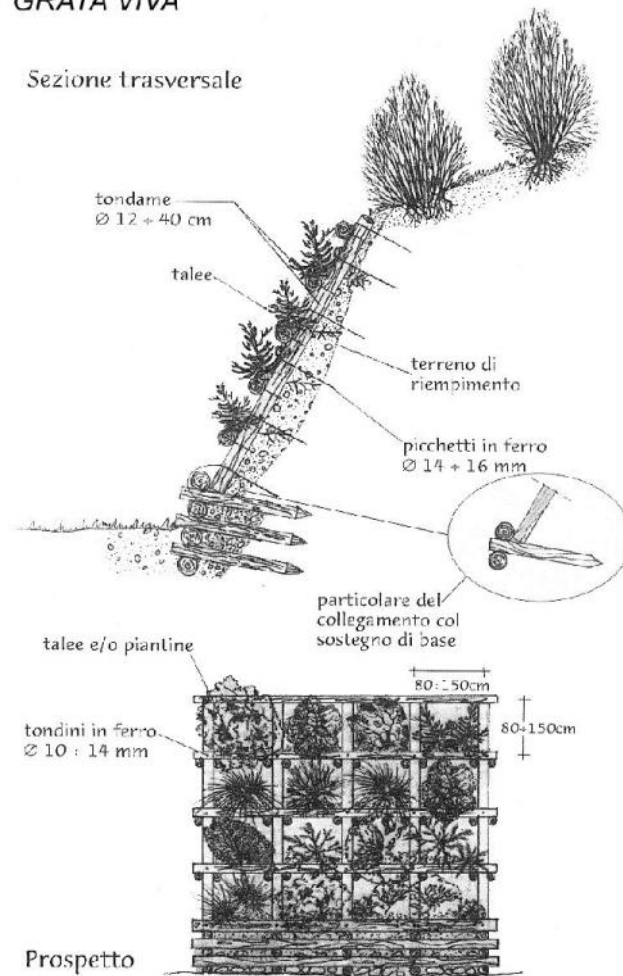 GRATA VIVA
Sezione trasversale
tondame
Ø 12 ÷ 40 cm
talee
terreno di
riempimento
picchetti in ferro
Ø 14 ÷ 16 mm
particolare del
collegamento col
sostegno di base
talee e/o piantine
80÷150cm
80÷150cm
tondini in ferro
Ø 10 ÷ 14 mm
Prospetto